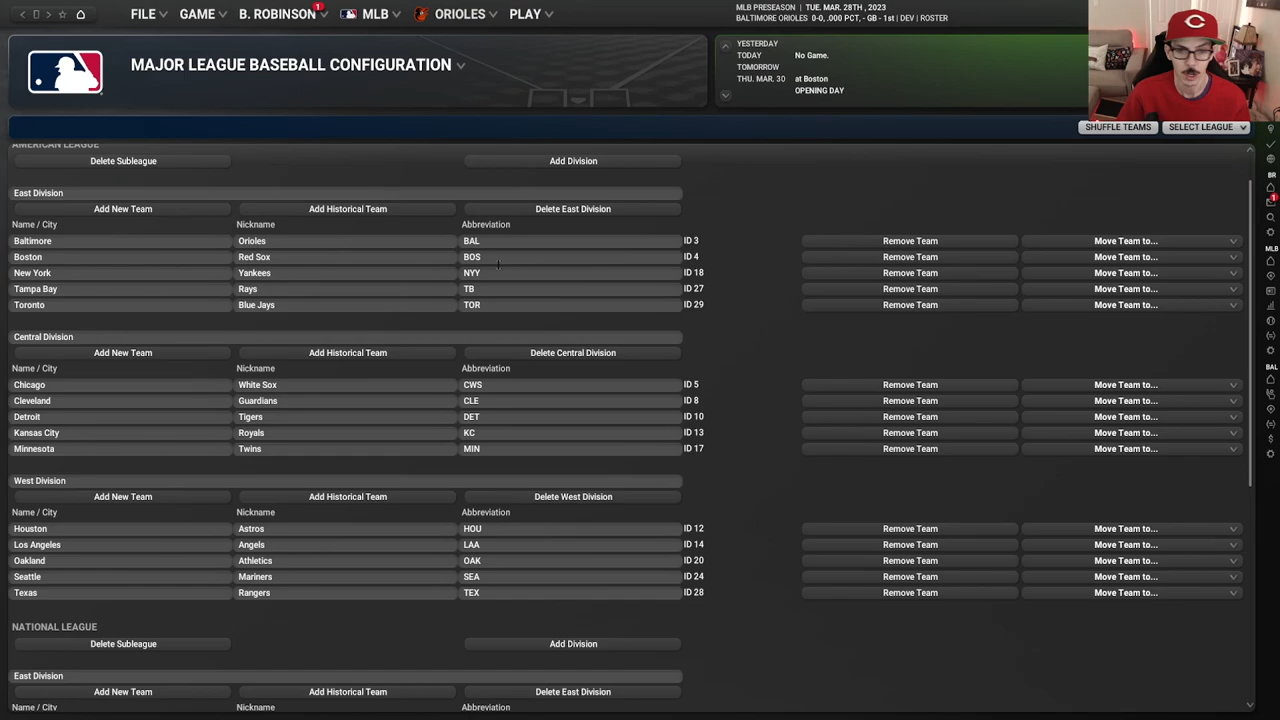 FILE GAME B. ROBINSON 1 MLB ORIOLES PLAY
MLB PRESEASON | TUE. MAR. 28TH , 2023
BALTIMORE ORIOLES 0-0, .000 PCT, - GB - 1st | DEV | ROSTER
MAJOR LEAGUE BASEBALL CONFIGURATION
YESTERDAY
TODAY No Game.
TOMORROW
THU. MAR. 30 at Boston
OPENING DAY
SHUFFLE TEAMS SELECT LEAGUE
AMERICAN LEAGUE
Delete Subleague Add Division
East Division
Add New Team Add Historical Team Delete East Division
Name / City Nickname Abbreviation
Baltimore Orioles BAL ID 3 Remove Team Move Team to...
Boston Red Sox BOS ID 4 Remove Team Move Team to...
New York Yankees NYY ID 18 Remove Team Move Team to...
Tampa Bay Rays TB ID 27 Remove Team Move Team to...
Toronto Blue Jays TOR ID 29 Remove Team Move Team to...
Central Division
Add New Team Add Historical Team Delete Central Division
Name / City Nickname Abbreviation
Chicago White Sox CWS ID 5 Remove Team Move Team to...
Cleveland Guardians CLE ID 8 Remove Team Move Team to...
Detroit Tigers DET ID 10 Remove Team Move Team to...
Kansas City Royals KC ID 13 Remove Team Move Team to...
Minnesota Twins MIN ID 17 Remove Team Move Team to...
West Division
Add New Team Add Historical Team Delete West Division
Name / City Nickname Abbreviation
Houston Astros HOU ID 12 Remove Team Move Team to...
Los Angeles Angels LAA ID 14 Remove Team Move Team to...
Oakland Athletics OAK ID 20 Remove Team Move Team to...
Seattle Mariners SEA ID 24 Remove Team Move Team to...
Texas Rangers TEX ID 28 Remove Team Move Team to...
NATIONAL LEAGUE
Delete Subleague Add Division
East Division
Add New Team Add Historical Team Delete East Division
Name / City Nickname Abbreviation
BR
1
MLB
BAL